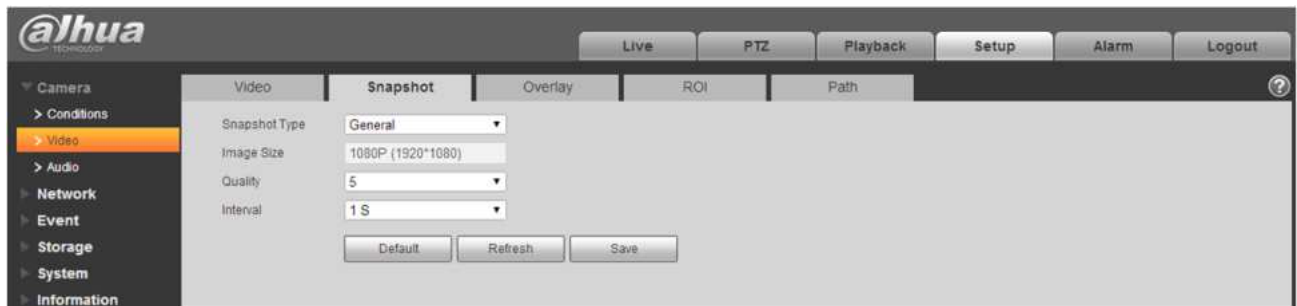 alhua
TECHNOLOGY
Live PTZ Playback Setup Alarm Logout
Camera Video Snapshot Overlay ROI Path ?
> Conditions
Snapshot Type General
> Video
Image Size 1080P (1920*1080)
> Audio
Quality 5
Network
Interval 1 S
Event
Default Refresh Save
Storage
System
Information